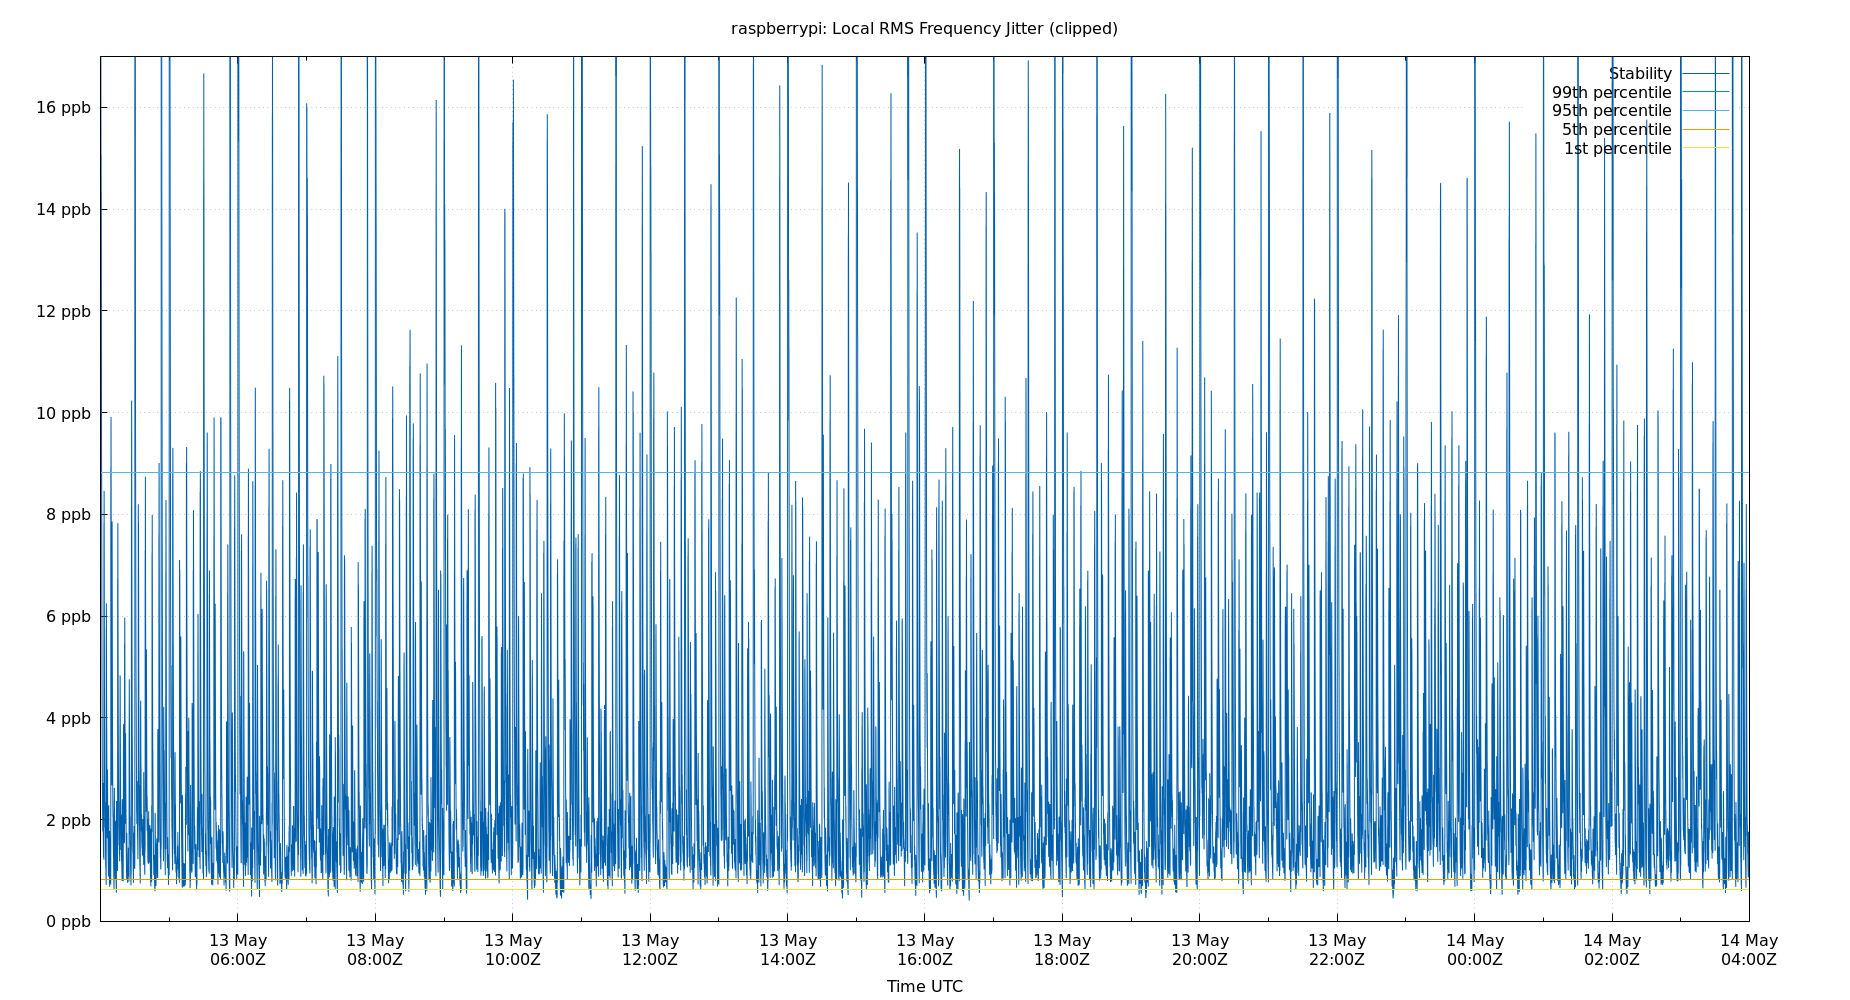 raspberrypi: Local RMS Frequency Jitter (clipped)
Stability
99th percentile
95th percentile
5th percentile
1st percentile
16 ppb
14 ppb
12 ppb
10 ppb
8 ppb
6 ppb
4 ppb
2 ppb
0 ppb
13 May 13 May 13 May 13 May 13 May 13 May 13 May 13 May 13 May 14 May 14 May 14 May
06:00Z 08:00Z 10:00Z 12:00Z 14:00Z 16:00Z 18:00Z 20:00Z 22:00Z 00:00Z 02:00Z 04:00Z
Time UTC